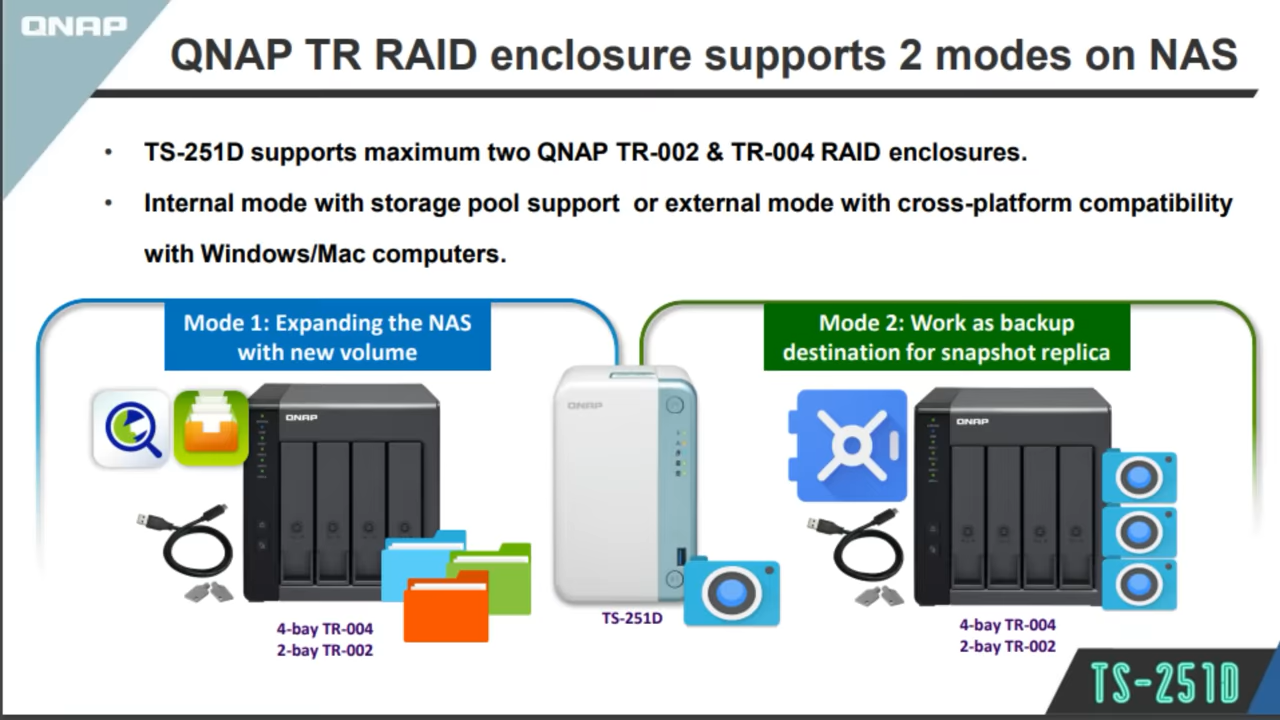 QNAP
QNAP TR RAID enclosure supports 2 modes on NAS
• TS-251D supports maximum two QNAP TR-002 & TR-004 RAID enclosures.
• Internal mode with storage pool support or external mode with cross-platform compatibility
with Windows/Mac computers.
Mode 1: Expanding the NAS
with new volume
Mode 2: Work as backup
destination for snapshot replica
QNAP
QNAP
QNAP
4-bay TR-004
2-bay TR-002
TS-251D
4-bay TR-004
2-bay TR-002
TS-251D